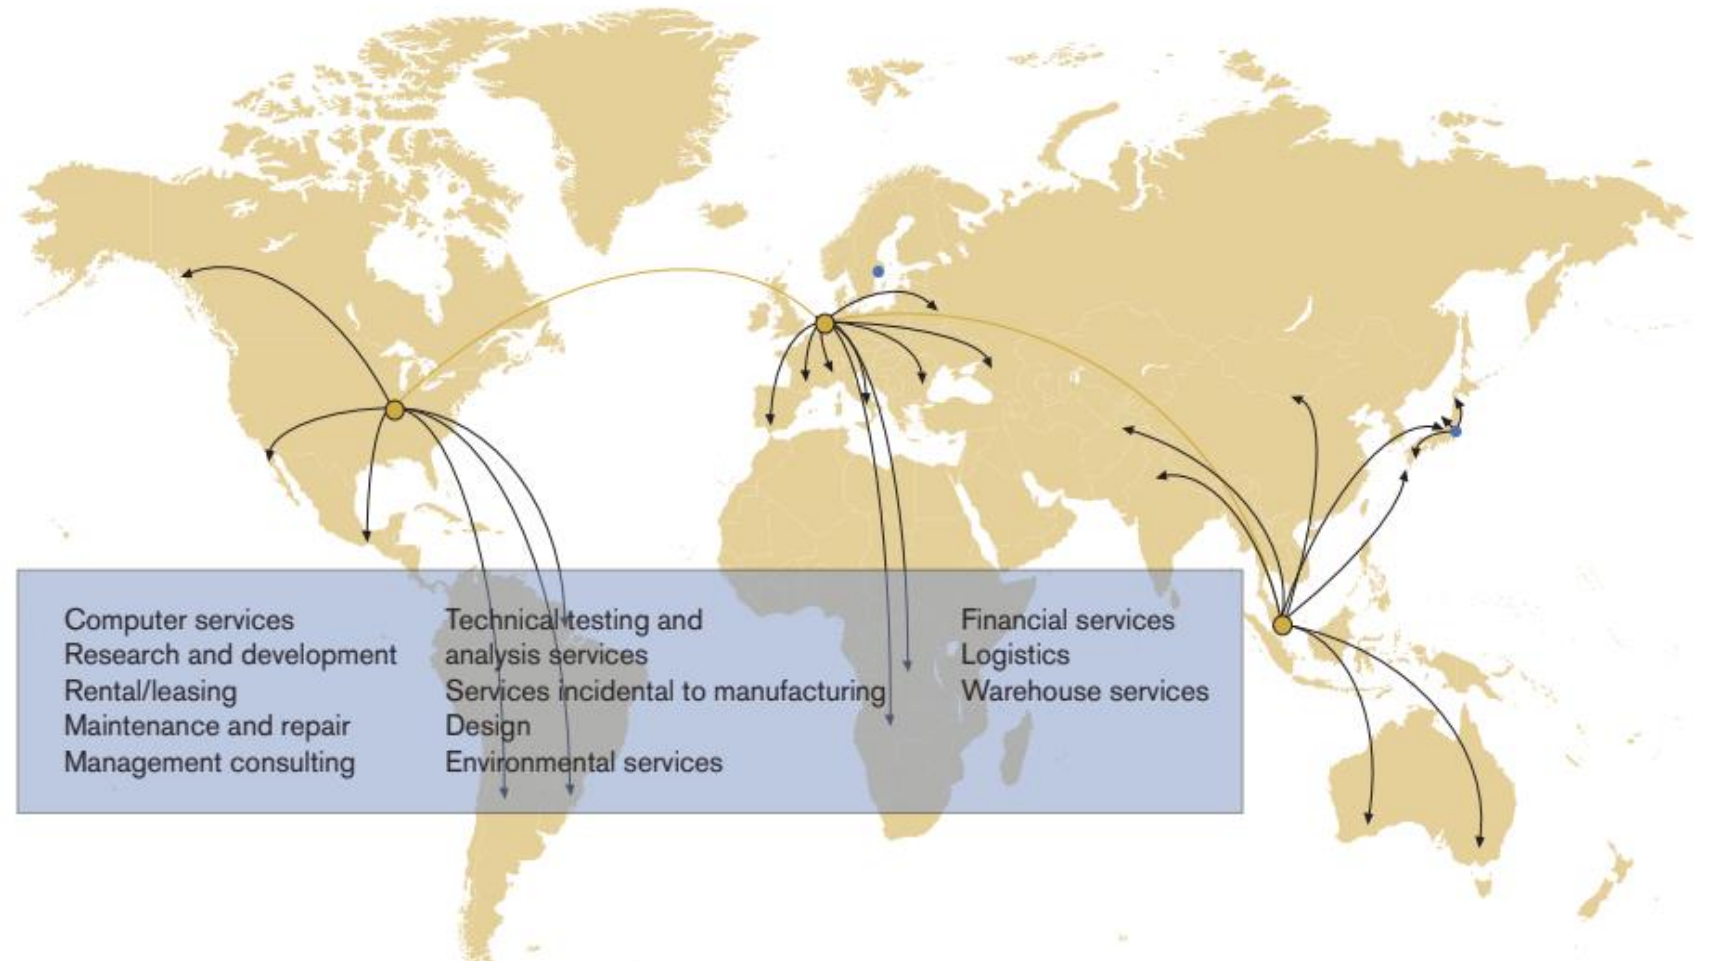 Computer services
Research and development
Rental/leasing
Maintenance and repair
Management consulting
Technical testing and
analysis services
Services incidental to manufacturing
Design
Environmental services
Financial services
Logistics
Warehouse services